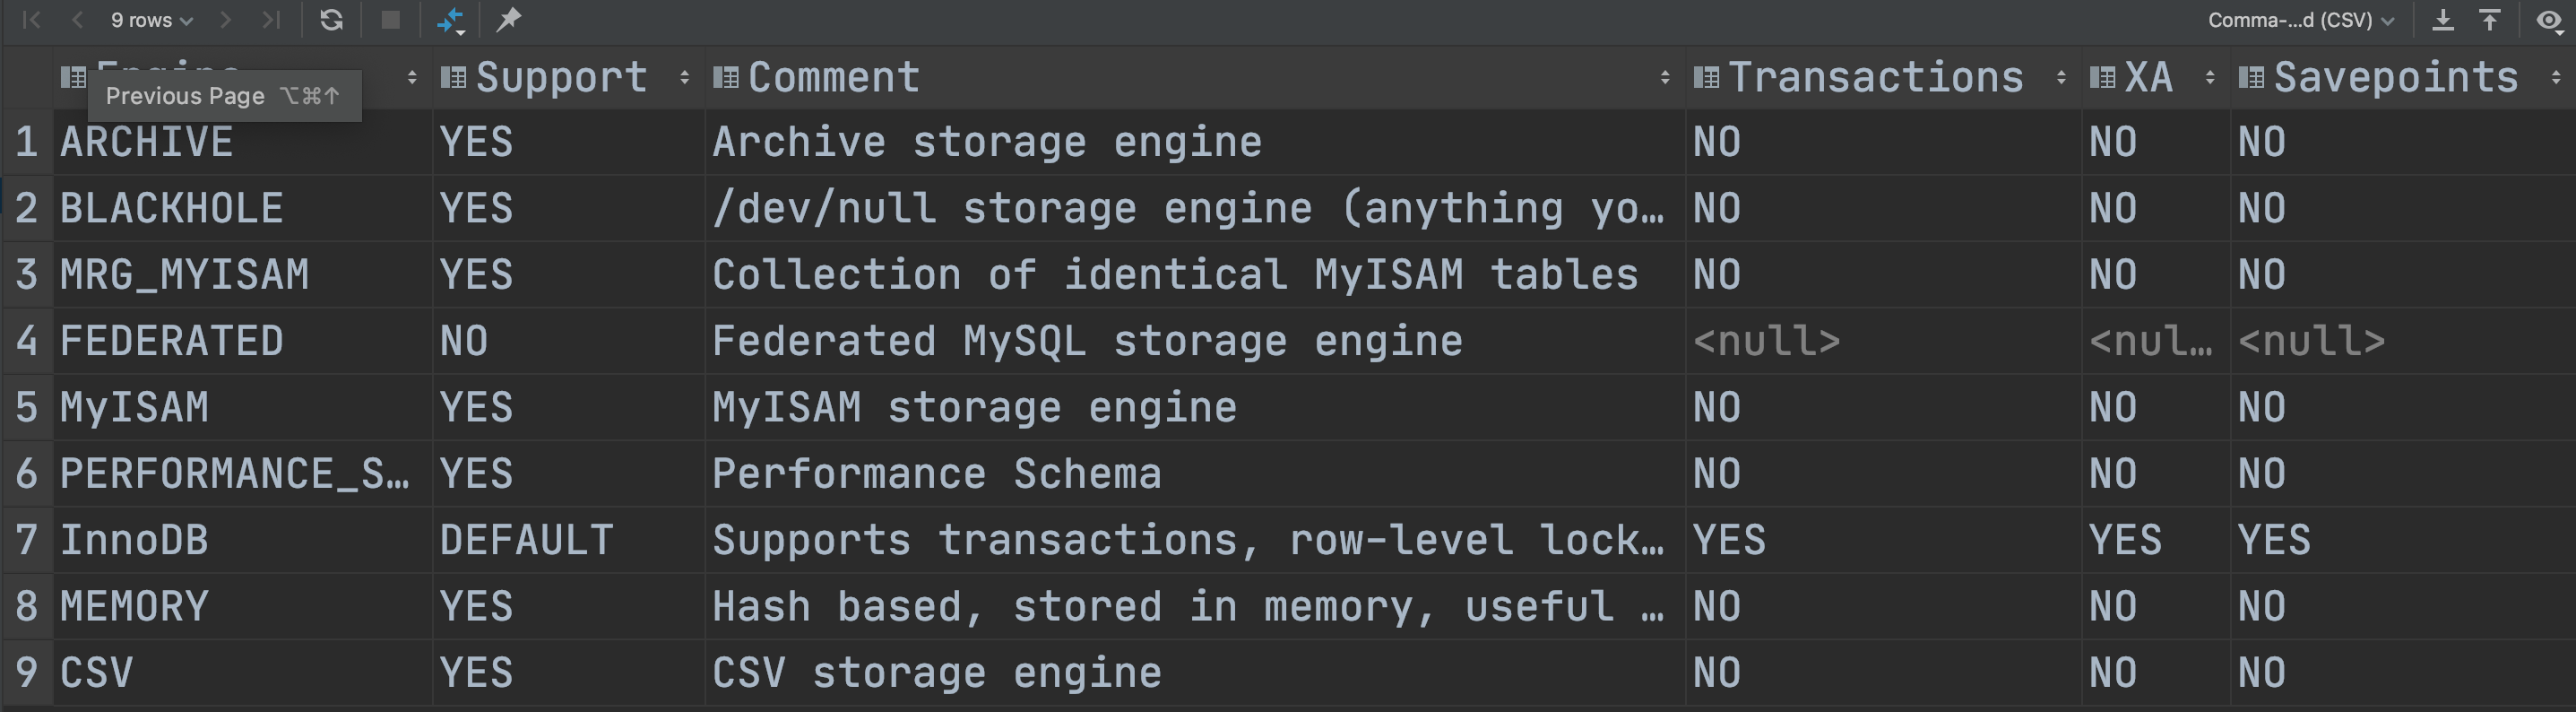 9 rows Comma-...d (CSV)
Support Comment Transactions XA Savepoints
Previous Page ⌥⌘↑
1 ARCHIVE YES Archive storage engine NO NO NO
2 BLACKHOLE YES /dev/null storage engine (anything yo… NO NO NO
3 MRG_MYISAM YES Collection of identical MyISAM tables NO NO NO
4 FEDERATED NO Federated MySQL storage engine <null> <nul… <null>
5 MyISAM YES MyISAM storage engine NO NO NO
6 PERFORMANCE_S… YES Performance Schema NO NO NO
7 InnoDB DEFAULT Supports transactions, row-level lock… YES YES YES
8 MEMORY YES Hash based, stored in memory, useful … NO NO NO
9 CSV YES CSV storage engine NO NO NO